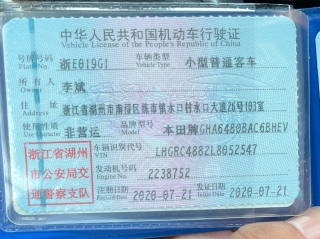 中华人民共和国机动车行驶证
Vehicle License of the People's Republic of China
号牌号码 浙E019G1 车辆类型 小型普通客车
Plate No. Vehicle Type
所有人 李斌
Owner
住址 浙江省湖州市南浔区练市镇水口村水口大道26号103室
Address
使用性质 非营运 品牌型号 本田牌GHA6480BAC6BHEV
Use Character Model
浙江省湖州市公安局交通警察支队
车辆识别代号 LHGRC4882L8052547
VIN
发动机号码 2238752
Engine No.
注册日期 2020-07-21 发证日期 2020-07-21
Register Date Issue Date